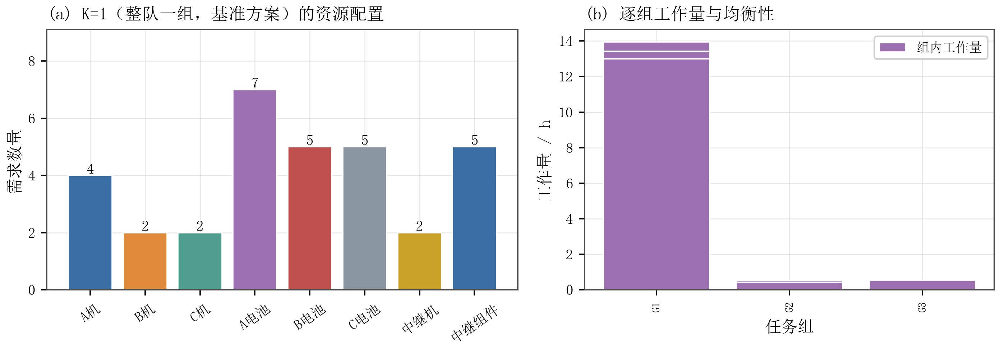 (a) K=1（整队一组，基准方案）的资源配置
需求数量
8
6
4
2
0
4
2
2
7
5
5
2
5
A机
B机
C机
A电池
B电池
C电池
中继机
中继组件
(b) 逐组工作量与均衡性
工作量 / h
14
12
10
8
6
4
2
0
组内工作量
G1
G2
G3
任务组